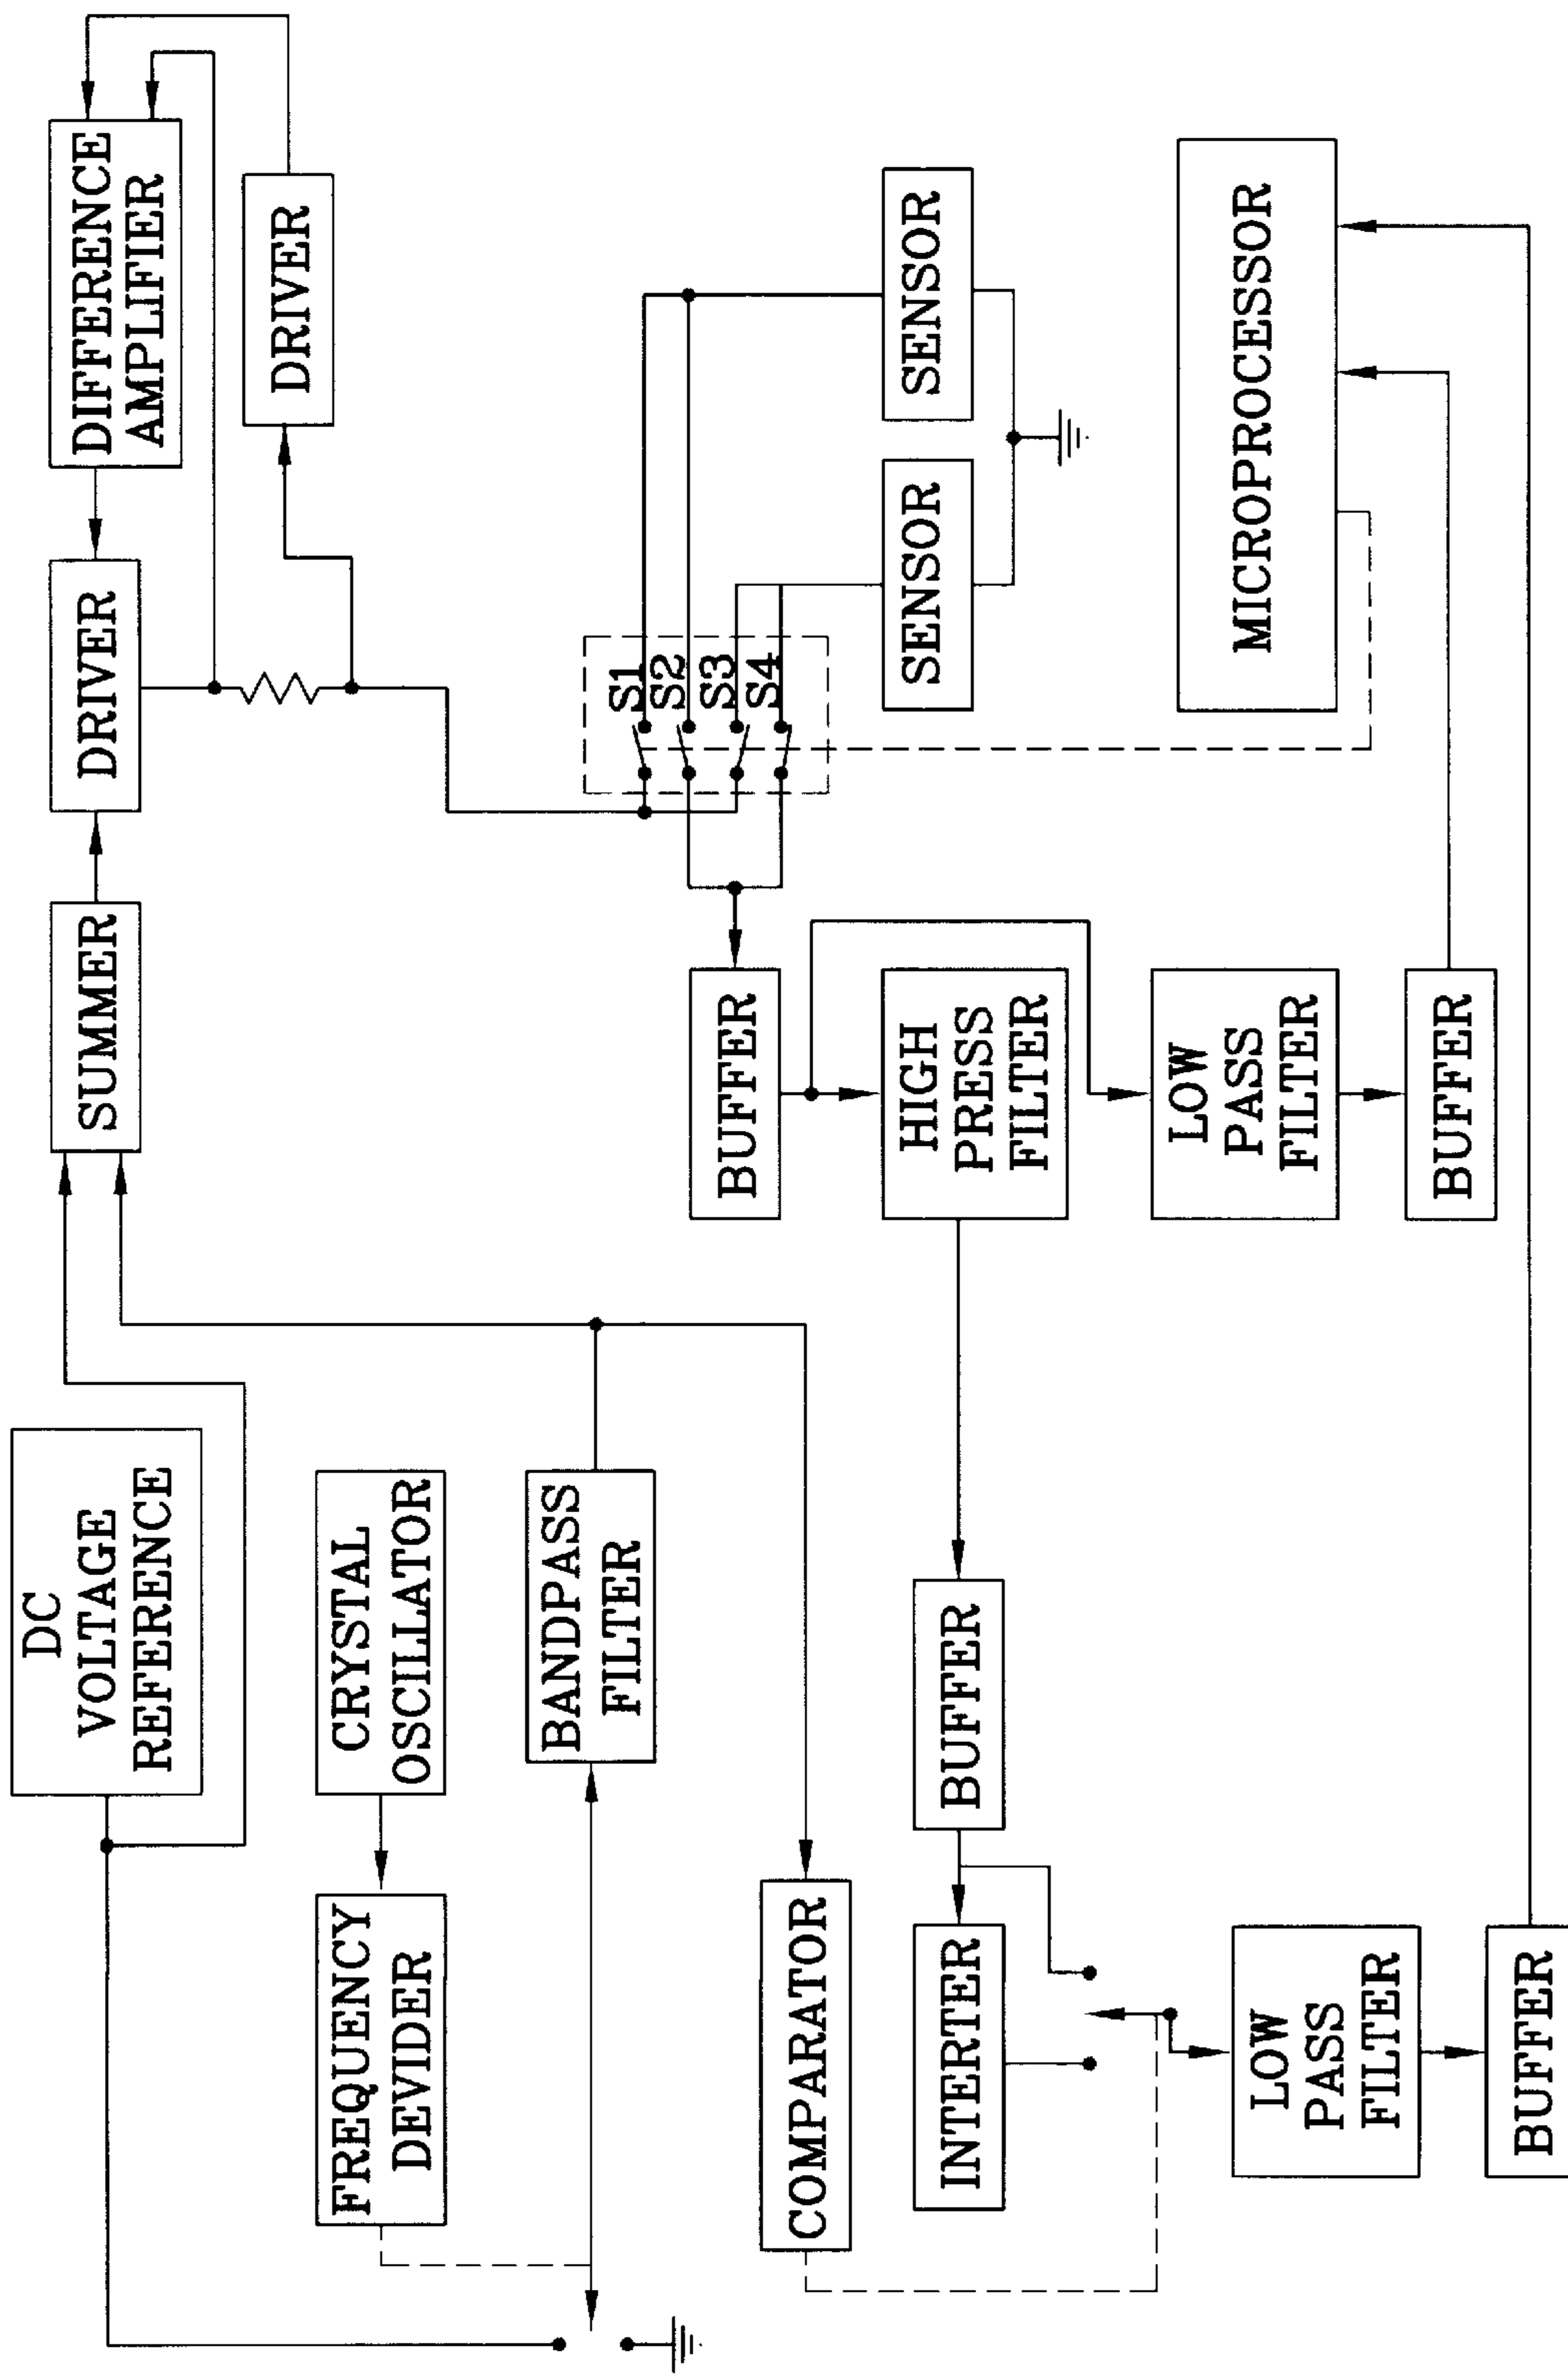 DC
VOLTAGE
REFERENCE
SUMMER
DRIVER
DIFFERENCE
AMPLIFIER
DRIVER
CRYSTAL
OSCILLATOR
FREQUENCY
DEVIDER
BANDPASS
FILTER
S1
S2
S3
S4
SENSOR
SENSOR
BUFFER
HIGH
PRESS
FILTER
LOW
PASS
FILTER
BUFFER
MICROPROCESSOR
COMPARATOR
BUFFER
INTERTER
LOW
PASS
FILTER
BUFFER